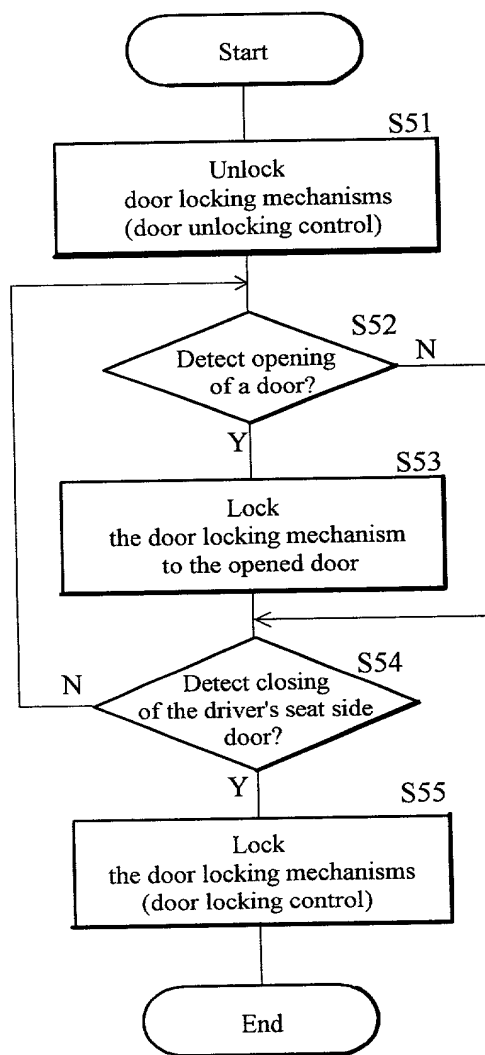 Start
S51
Unlock
door locking mechanisms
(door unlocking control)
S52
Detect opening
of a door?
N
Y
S53
Lock
the door locking mechanism
to the opened door
S54
N
Detect closing
of the driver's seat side
door?
Y
S55
Lock
the door locking mechanisms
(door locking control)
End